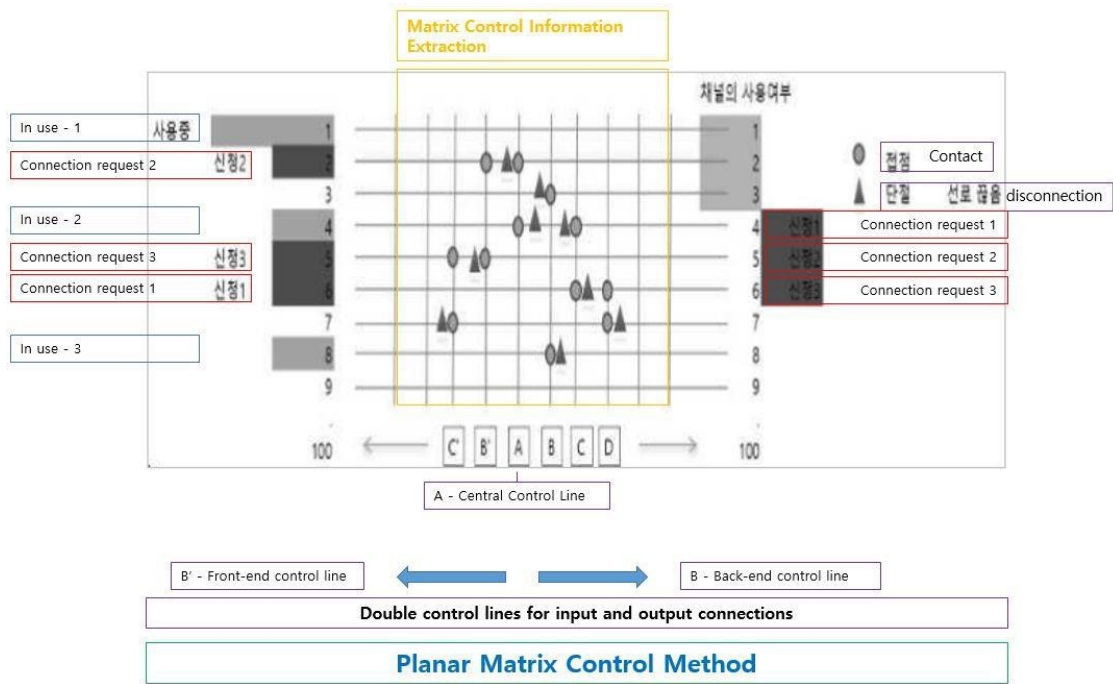 Matrix Control Information
Extraction
채널의 사용여부
In use - 1 사용중 1 1
Connection request 2 신청2 2 2 접점 Contact
3 3 단절 선로 끊음 disconnection
In use - 2 4 4 신청1 Connection request 1
Connection request 3 신청3 5 5 신청2 Connection request 2
Connection request 1 신청1 6 6 신청3 Connection request 3
7 7
In use - 3 8 8
9 9
100 C' B' A B C D 100
A - Central Control Line
B' - Front-end control line B - Back-end control line
Double control lines for input and output connections
Planar Matrix Control Method